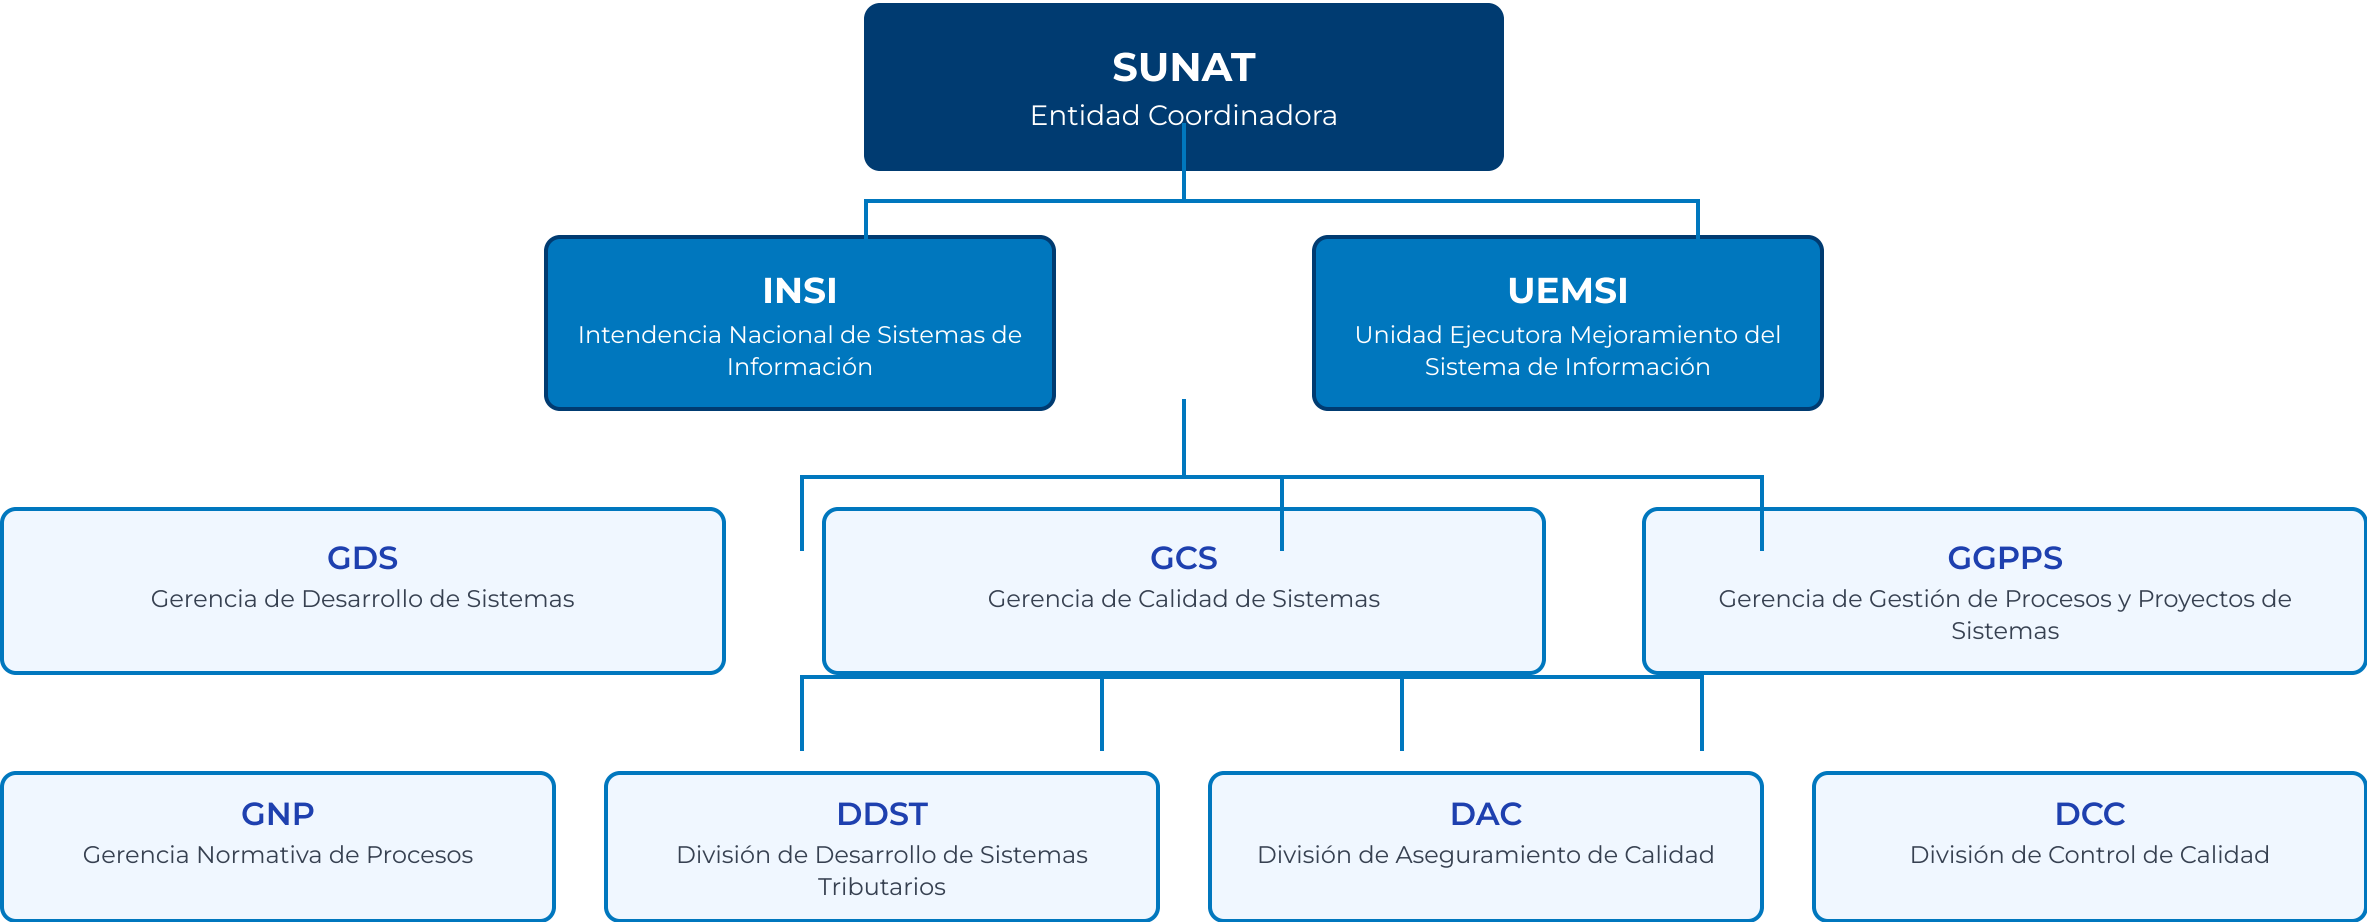 SUNAT
Entidad Coordinadora
INSI
Intendencia Nacional de Sistemas de
Información
UEMSI
Unidad Ejecutora Mejoramiento del
Sistema de Información
GDS
Gerencia de Desarrollo de Sistemas
GCS
Gerencia de Calidad de Sistemas
GGPPS
Gerencia de Gestión de Procesos y Proyectos de
Sistemas
GNP
Gerencia Normativa de Procesos
DDST
División de Desarrollo de Sistemas
Tributarios
DAC
División de Aseguramiento de Calidad
DCC
División de Control de Calidad